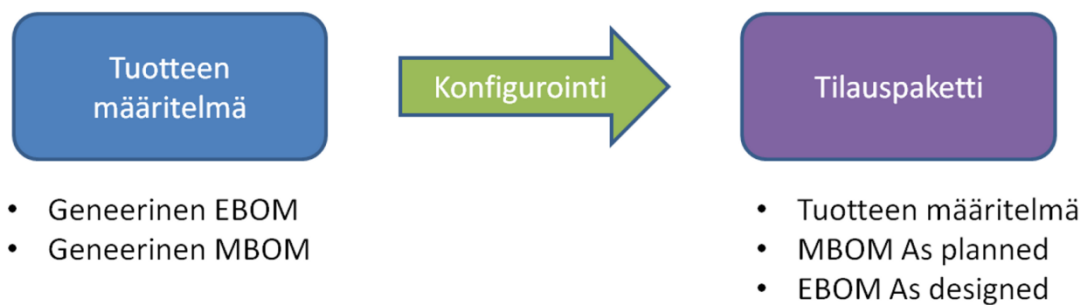 Tuotteen
määritelmä
Konfigurointi
Tilauspaketti
• Geneerinen EBOM
• Geneerinen MBOM
• Tuotteen määritelmä
• MBOM As planned
• EBOM As designed